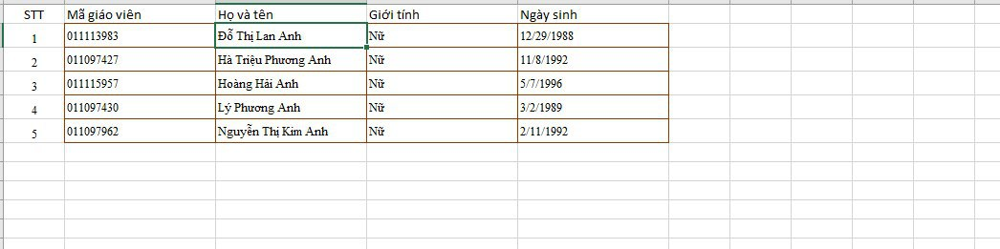 STT Mã giáo viên Họ và tên Giới tính Ngày sinh
1 011113983 Đỗ Thị Lan Anh Nữ 12/29/1988
2 011097427 Hà Triệu Phương Anh Nữ 11/8/1992
3 011115957 Hoàng Hải Anh Nữ 5/7/1996
4 011097430 Lý Phương Anh Nữ 3/2/1989
5 011097962 Nguyễn Thị Kim Anh Nữ 2/11/1992